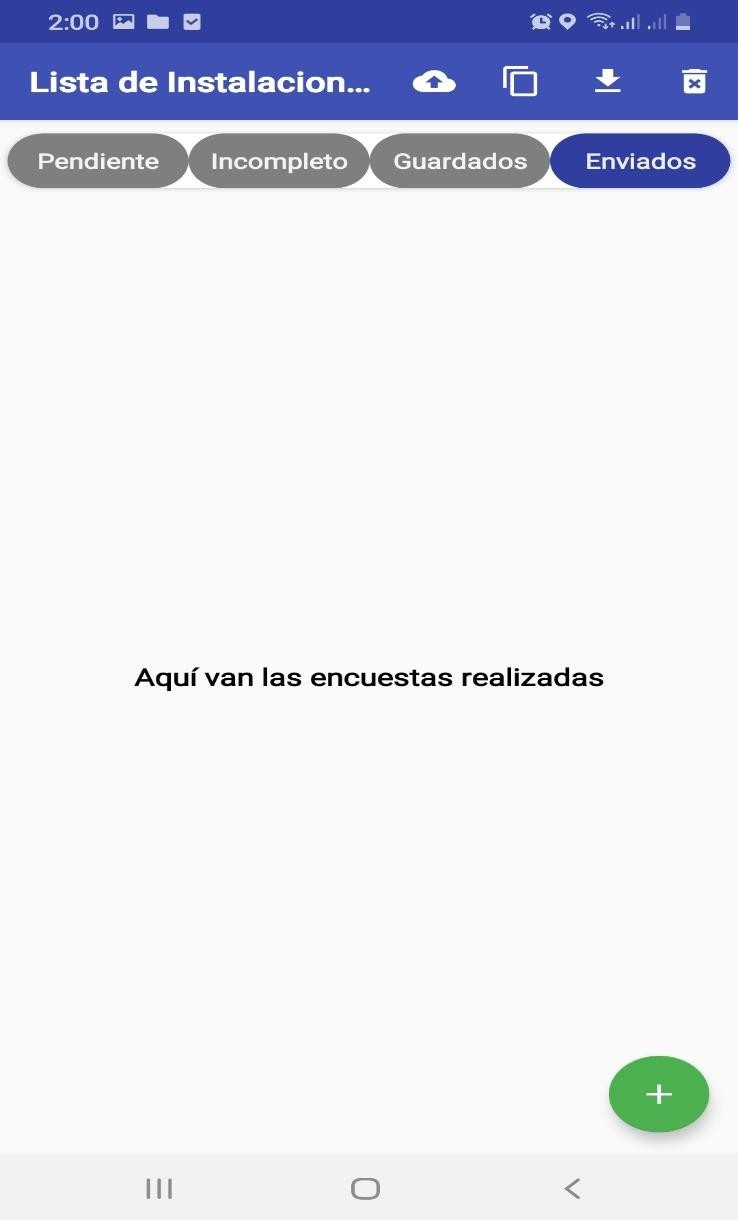 2:00
Lista de Instalacion...
Pendiente Incompleto Guardados Enviados
Aquí van las encuestas realizadas